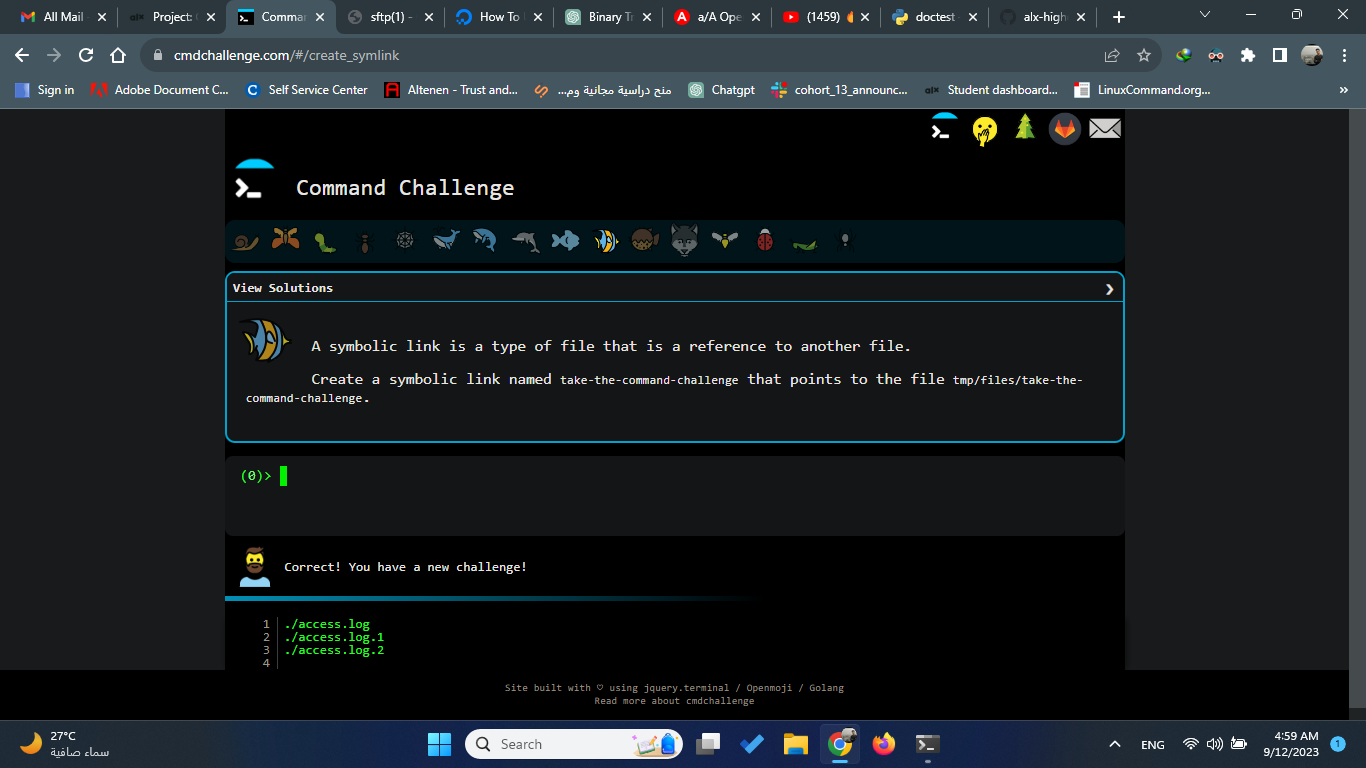 All Mail -
Project: 
Comman
sftp(1) -
How To
Binary Tr
a/A Ope
(1459)
doctest
alx-high
cmdchallenge.com/#/create_symlink
Sign in
Adobe Document C...
Self Service Center
Altenen - Trust and...
منح دراسية مجانية وم...
Chatgpt
cohort_13_announc...
alx
Student dashboard...
LinuxCommand.org...
»
Command Challenge
View Solutions
A symbolic link is a type of file that is a reference to another file.
Create a symbolic link named take-the-command-challenge that points to the file tmp/files/take-the-
command-challenge.
(0)>
Correct! You have a new challenge!
1 ./access.log
2 ./access.log.1
3 ./access.log.2
4
Site built with ♡ using jquery.terminal / Openmoji / Golang
Read more about cmdchallenge
27°C
سماء صافية
Search
ENG
4:59 AM
9/12/2023
1